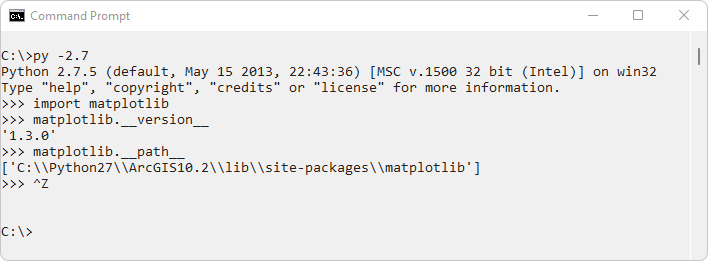 Command Prompt
C:\>py -2.7
Python 2.7.5 (default, May 15 2013, 22:43:36) [MSC v.1500 32 bit (Intel)] on win32
Type "help", "copyright", "credits" or "license" for more information.
>>> import matplotlib
>>> matplotlib.__version__
'1.3.0'
>>> matplotlib.__path__
['C:\\Python27\\ArcGIS10.2\\lib\\site-packages\\matplotlib']
>>> ^Z
C:\>